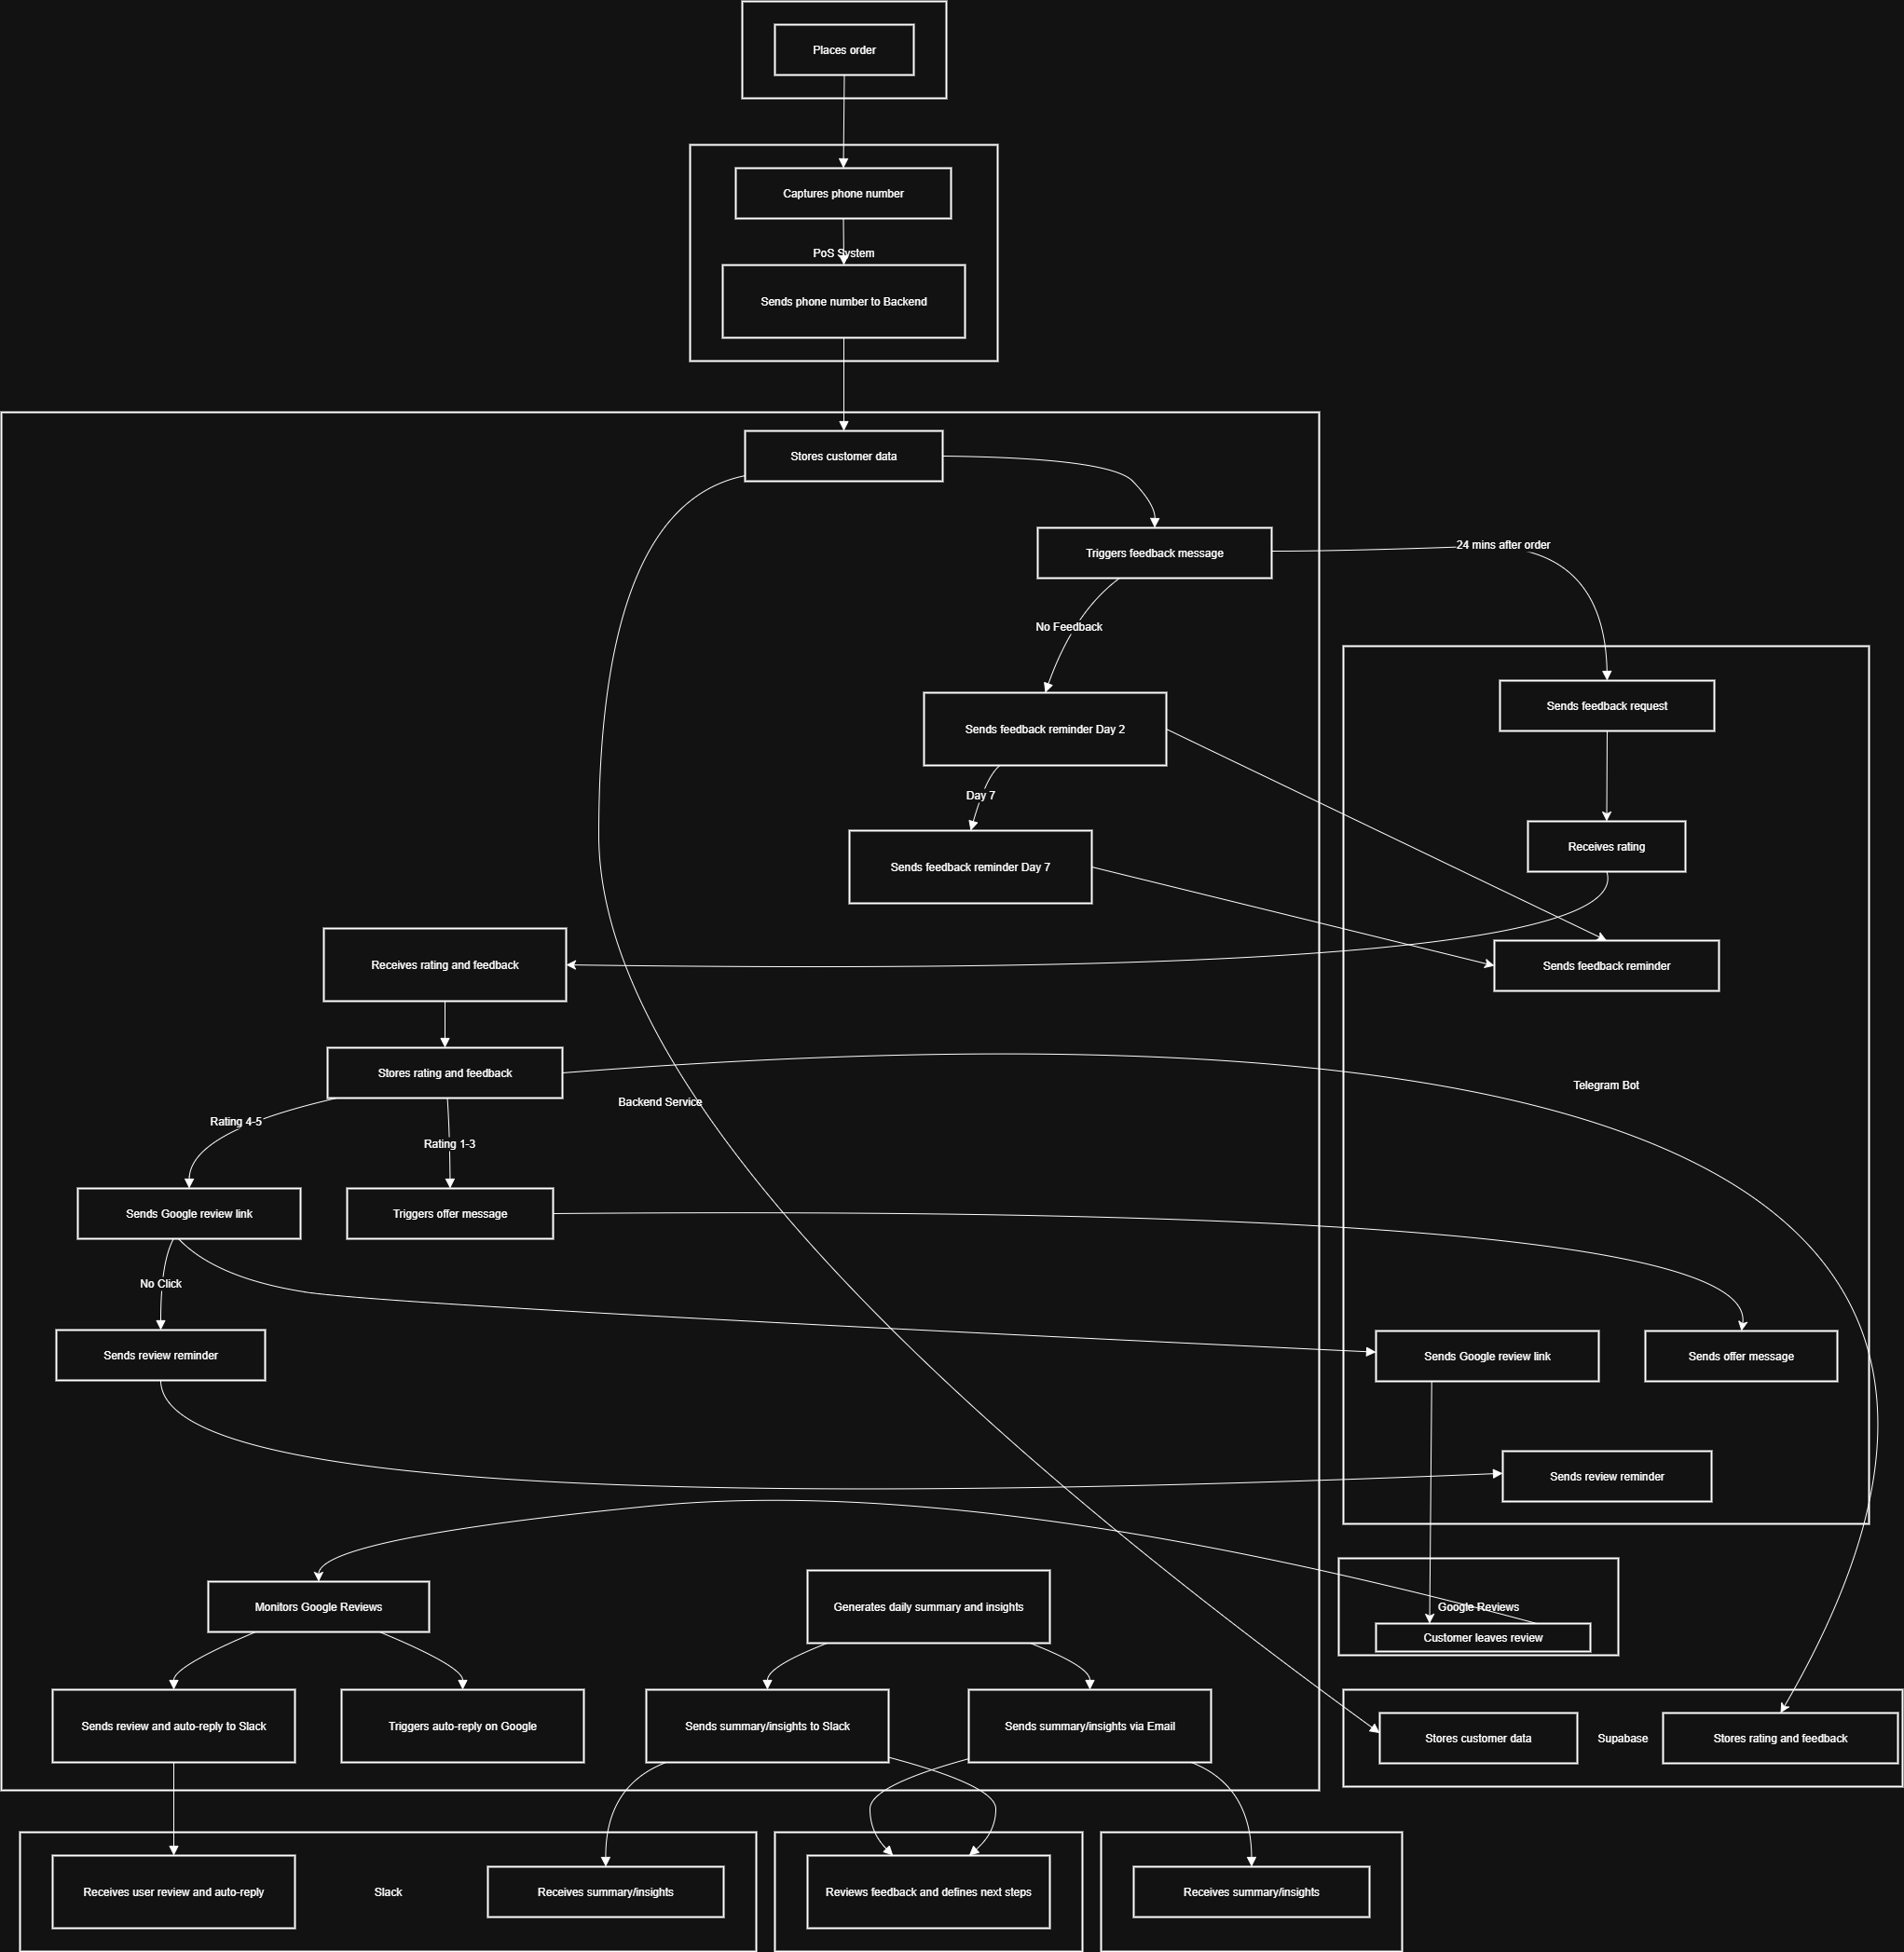 Places order
Captures phone number
PoS System
Sends phone number to Backend
Stores customer data
24 mins after order
Triggers feedback message
No Feedback
Sends feedback request
Sends feedback reminder Day 2
Day 7
Receives rating
Sends feedback reminder Day 7
Receives rating and feedback
Sends feedback reminder
Stores rating and feedback
Telegram Bot
Backend Service
Rating 4-5
Rating 1-3
Sends Google review link
Triggers offer message
No Click
Sends review reminder
Sends Google review link
Sends offer message
Sends review reminder
Monitors Google Reviews
Generates daily summary and insights
Google Reviews
Customer leaves review
Sends review and auto-reply to Slack
Triggers auto-reply on Google
Sends summary/insights to Slack
Sends summary/insights via Email
Stores customer data
Supabase
Stores rating and feedback
Receives user review and auto-reply
Slack
Receives summary/insights
Reviews feedback and defines next steps
Receives summary/insights